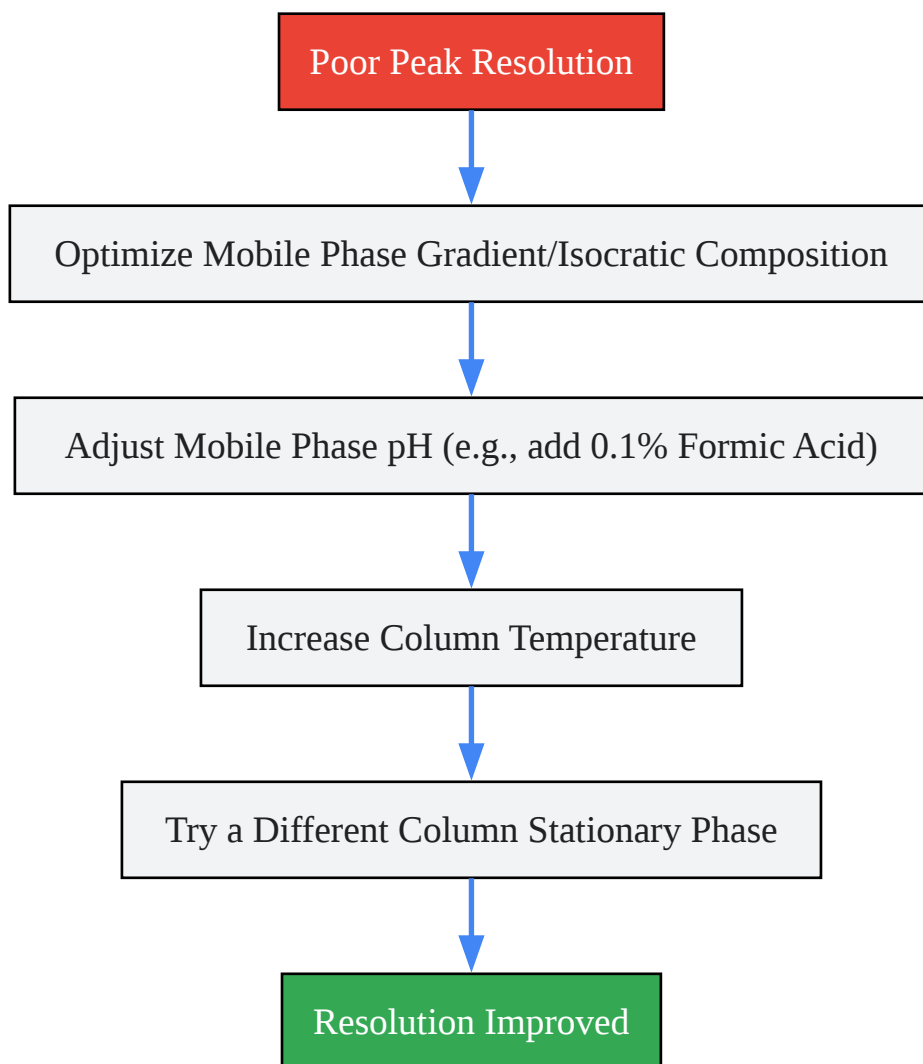 Poor Peak Resolution
Optimize Mobile Phase Gradient/Isocratic Composition
Adjust Mobile Phase pH (e.g., add 0.1% Formic Acid)
Increase Column Temperature
Try a Different Column Stationary Phase
Resolution Improved